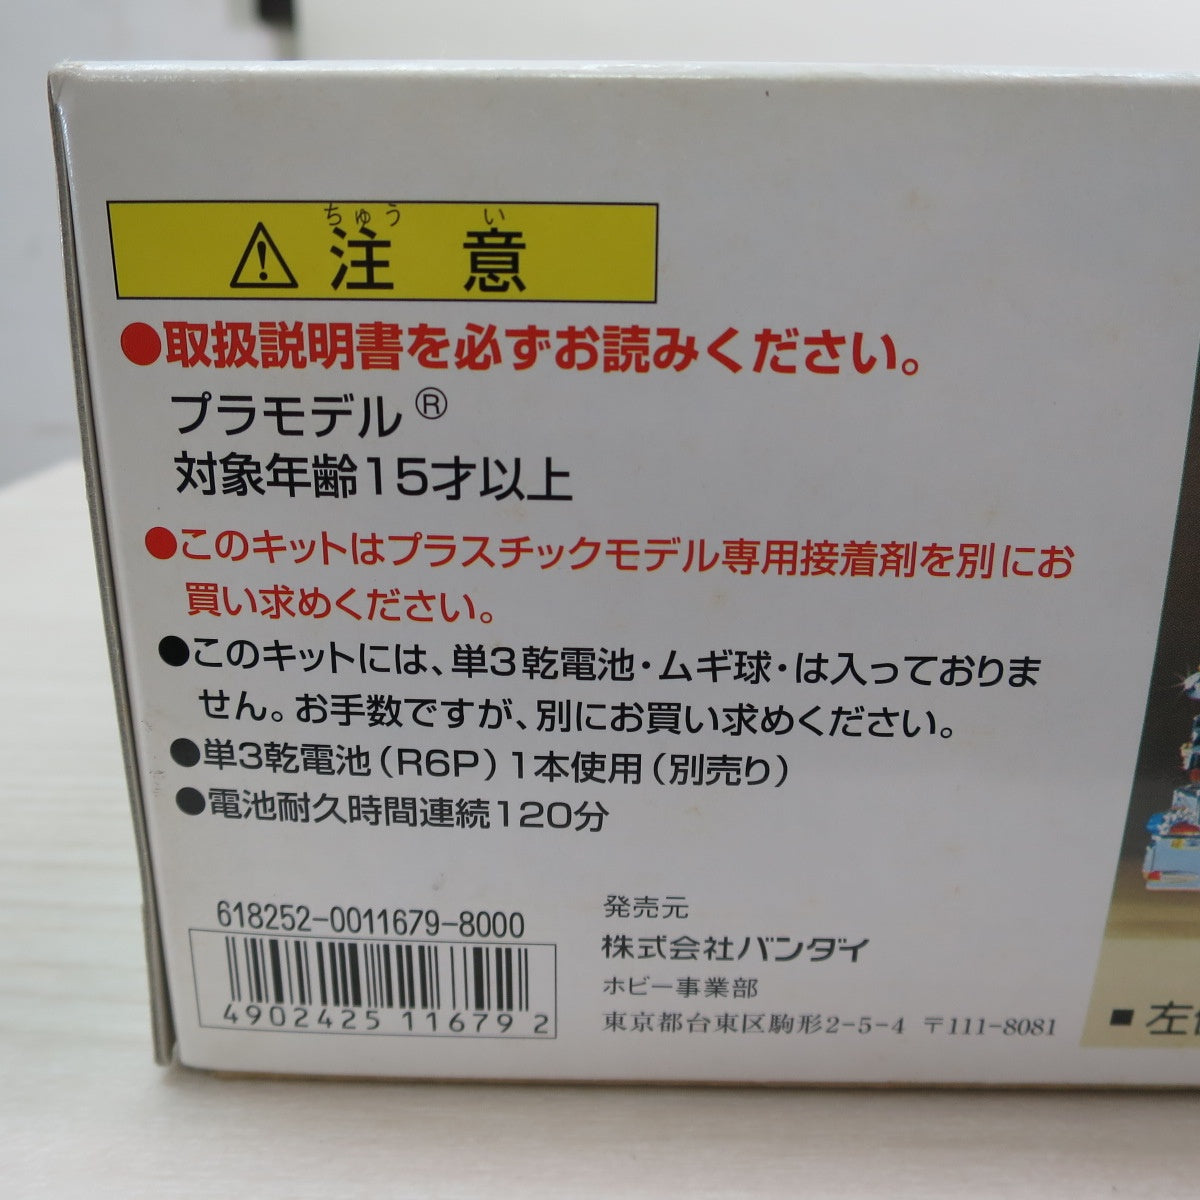 ちゅう い
注 意
●取扱説明書を必ずお読みください。
プラモデル®
対象年齢15才以上
●このキットはプラスチックモデル専用接着剤を別にお
買い求めください。
●このキットには、単3乾電池・ムギ球・は入っておりま
せん。お手数ですが、別にお買い求めください。
●単3乾電池（R6P）1本使用（別売り）
●電池耐久時間連続120分
618252-0011679-8000
4902425116792
発売元
株式会社バンダイ
ホビー事業部
東京都台東区駒形2-5-4 〒111-8081
■左